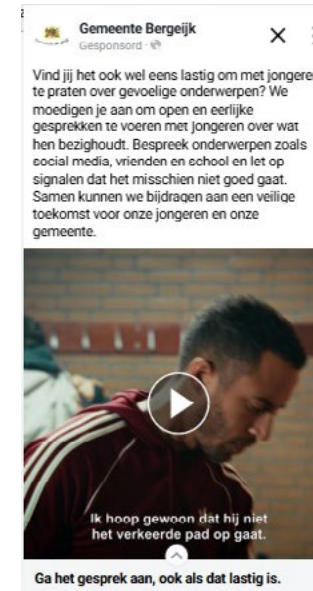 Gemeente Bergeijk
Gesponsord ·
Vind jij het ook wel eens lastig om met jongere
te praten over gevoelige onderwerpen? We
moedigen je aan om open en eerlijke
gesprekken te voeren met jongeren over wat
hen bezighoudt. Bespreek onderwerpen zoals
social media, vrienden en school en let op
signalen dat het misschien niet goed gaat.
Samen kunnen we bijdragen aan een veilige
toekomst voor onze jongeren en onze
gemeente.
Ik hoop gewoon dat hij niet
het verkeerde pad op gaat.
Ga het gesprek aan, ook als dat lastig is.